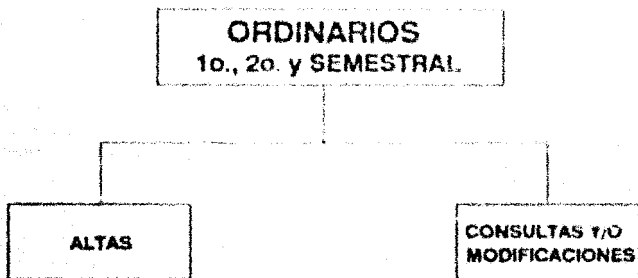 ORDINARIOS
1o., 2o. y SEMESTRAL
ALTAS
CONSULTAS Y/O
MODIFICACIONES